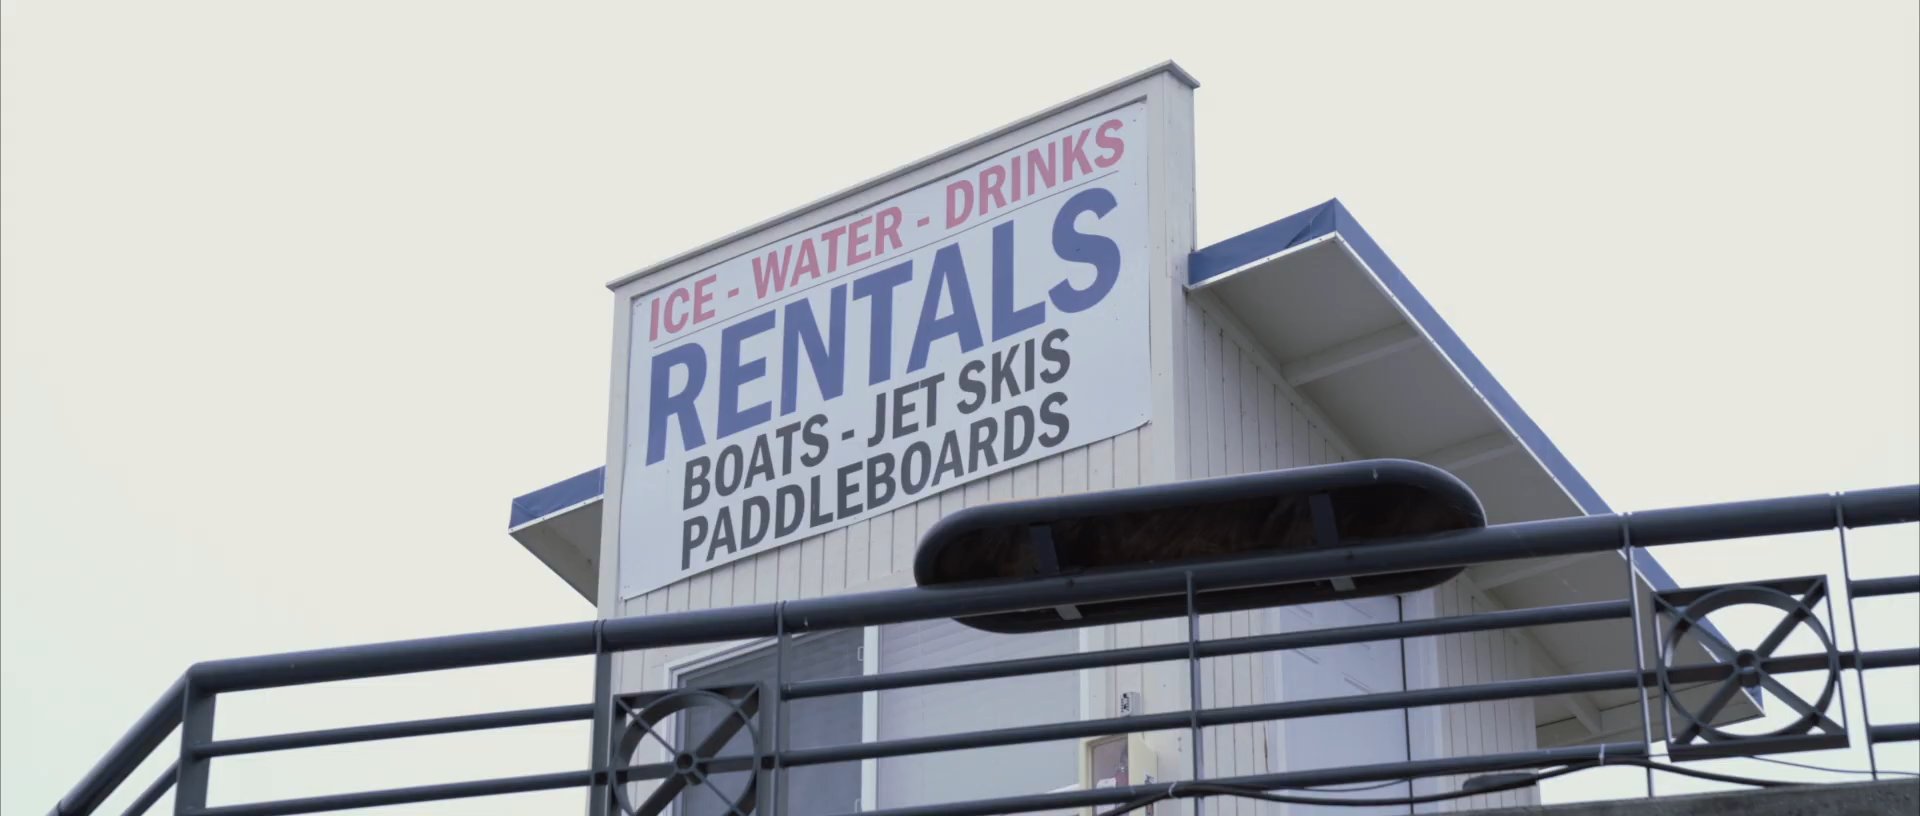 ICE - WATER - DRINKS
RENTALS
BOATS - JET SKIS
PADDLEBOARDS